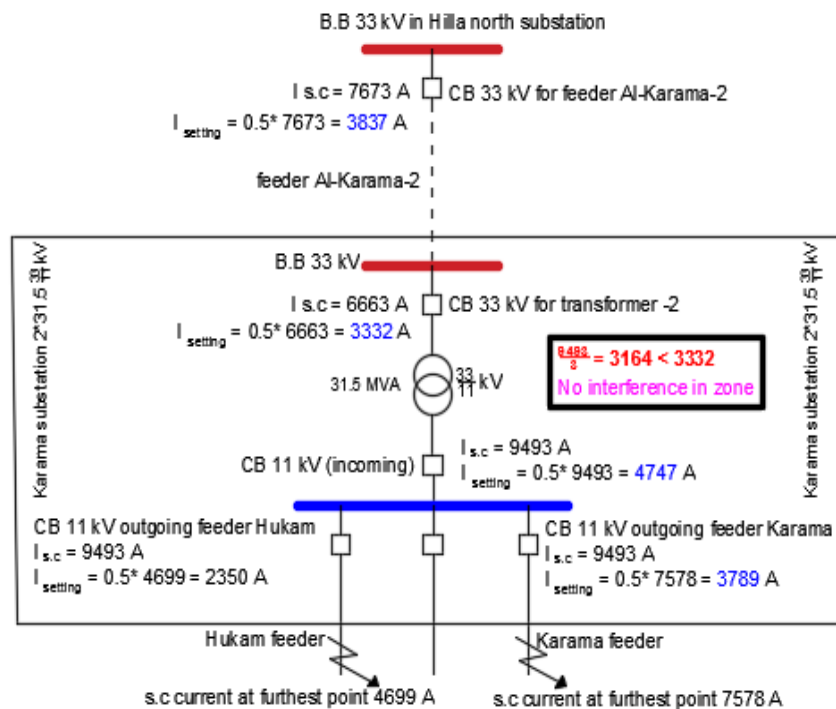 B.B 33 kV in Hilla north substation
I s.c = 7673 A
CB 33 kV for feeder Al-Karama-2
I setting = 0.5* 7673 = 3837 A
feeder Al-Karama-2
B.B 33 kV
Karama substation 2*31.5 33/11 kV
Karama substation 2*31.5 33/11 kV
I s.c = 6663 A
CB 33 kV for transformer -2
I setting = 0.5* 6663 = 3332 A
= 3164 < 3332
No interference in zone
31.5 MVA
33/11 kV
CB 11 kV (incoming)
I s.c = 9493 A
I setting = 0.5* 9493 = 4747 A
CB 11 kV outgoing feeder Hukam
I s.c = 9493 A
I setting = 0.5* 4699 = 2350 A
CB 11 kV outgoing feeder Karama
I s.c = 9493 A
I setting = 0.5* 7578 = 3789 A
Hukam feeder
Karama feeder
s.c current at furthest point 4699 A
s.c current at furthest point 7578 A